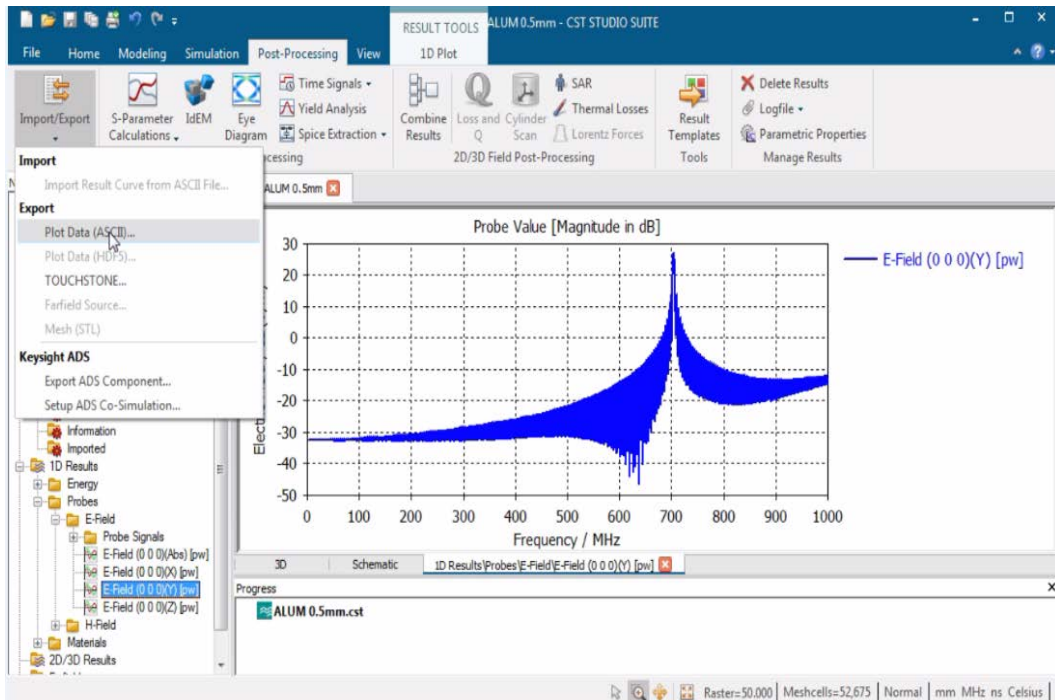 ALUM 0.5mm - CST STUDIO SUITE
RESULT TOOLS
File Home Modeling Simulation Post-Processing View 1D Plot
Import/Export
S-Parameter Calculations
IdEM
Eye Diagram
Time Signals
Yield Analysis
Spice Extraction
Combine Results
Loss and Q
Cylinder Scan
SAR
Thermal Losses
Lorentz Forces
2D/3D Field Post-Processing
Result Templates
Tools
Delete Results
Logfile
Parametric Properties
Manage Results
Import
Import Result Curve from ASCII File...
Export
Plot Data (ASCII)...
Plot Data (HDF5)...
TOUCHSTONE...
Farfield Source...
Mesh (STL)
Keysight ADS
Export ADS Component...
Setup ADS Co-Simulation...
Information
Imported
1D Results
Energy
Probes
E-Field
Probe Signals
E-Field (0 0 0)(Abs) [pw]
E-Field (0 0 0)(X) [pw]
E-Field (0 0 0)(Y) [pw]
E-Field (0 0 0)(Z) [pw]
H-Field
Materials
2D/3D Results
ALUM 0.5mm
Probe Value [Magnitude in dB]
E-Field (0 0 0)(Y) [pw]
30
20
10
0
-10
-20
-30
-40
-50
0 100 200 300 400 500 600 700 800 900 1000
Frequency / MHz
3D Schematic 1D Results\Probes\E-Field\E-Field (0 0 0)(Y) [pw]
Progress
ALUM 0.5mm.cst
Raster=50.000 Meshcells=52,675 Normal mm MHz ns Celsius